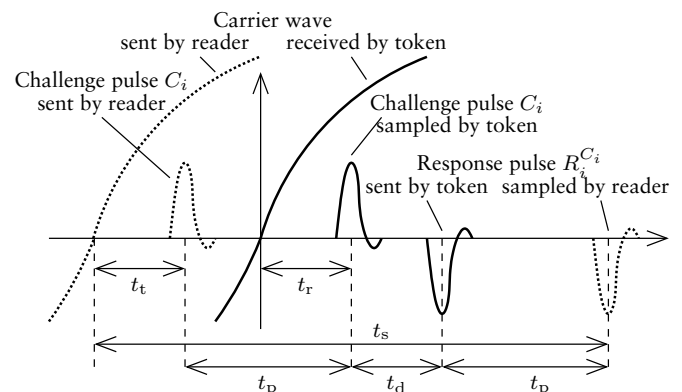 Carrier wave
sent by reader received by token
Challenge pulse C_i
sent by reader
Challenge pulse C_i
sampled by token
Response pulse R_i^{C_i}
sent by token sampled by reader
t_t t_r
t_s
t_p t_d t_p